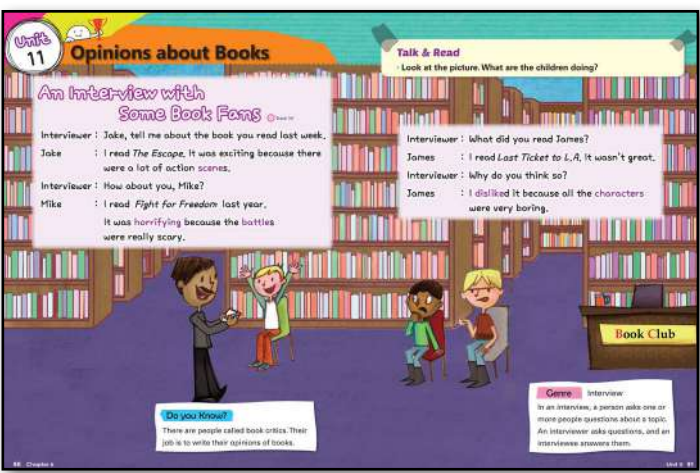 Unit
11
Opinions about Books
Talk & Read
· Look at the picture. What are the children doing?
An Interview with
Some Book Fans
Interviewer : Jake, tell me about the book you read last week.
Jake : I read The Escape. It was exciting because there
were a lot of action scenes.
Interviewer : How about you, Mike?
Mike : I read Fight for Freedom last year.
It was horrifying because the battles
were really scary.
Interviewer : What did you read James?
James : I read Last Ticket to L.A. It wasn't great.
Interviewer : Why do you think so?
James : I disliked it because all the characters
were very boring.
Book Club
Do you Know?
There are people called book critics. Their
job is to write their opinions of books.
Genre Interview
In an interview, a person asks one or
more people questions about a topic.
An interviewer asks questions, and an
interviewee answers them.
Chapter
Unit